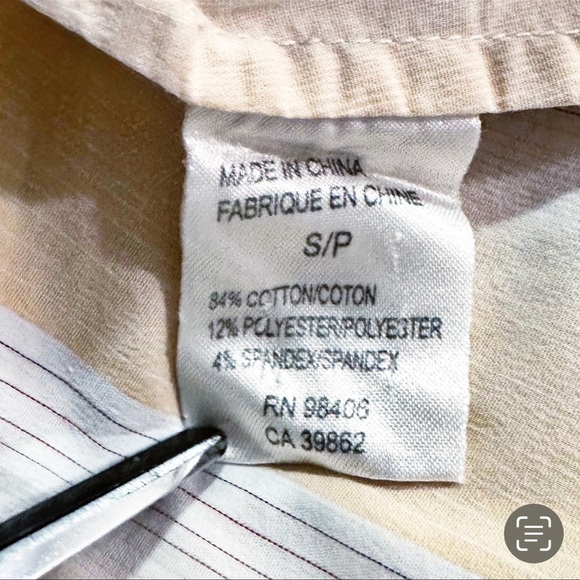 MADE IN CHINA
FABRIQUE EN CHINE
S/P
84% COTTON/COTON
12% POLYESTER/POLYESTER
4% SPANDEX/SPANDEX
RN 98406
CA 39862